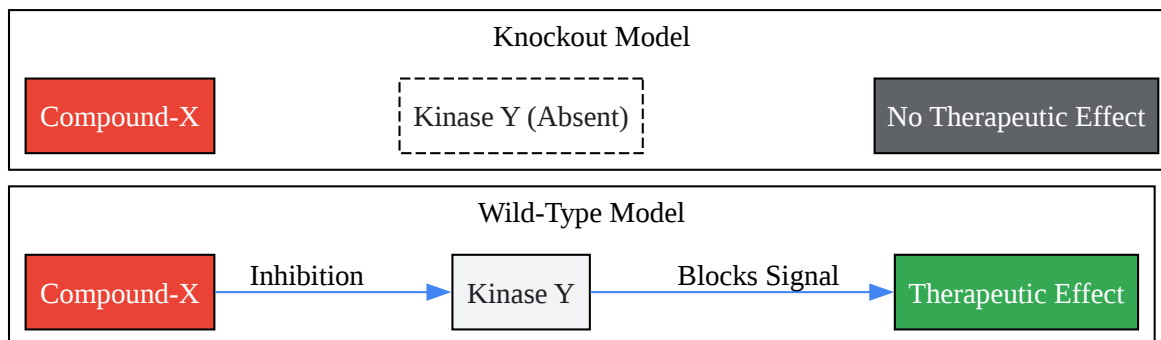 Knockout Model
Compound-X
Kinase Y (Absent)
No Therapeutic Effect
Wild-Type Model
Compound-X
Inhibition
Kinase Y
Blocks Signal
Therapeutic Effect